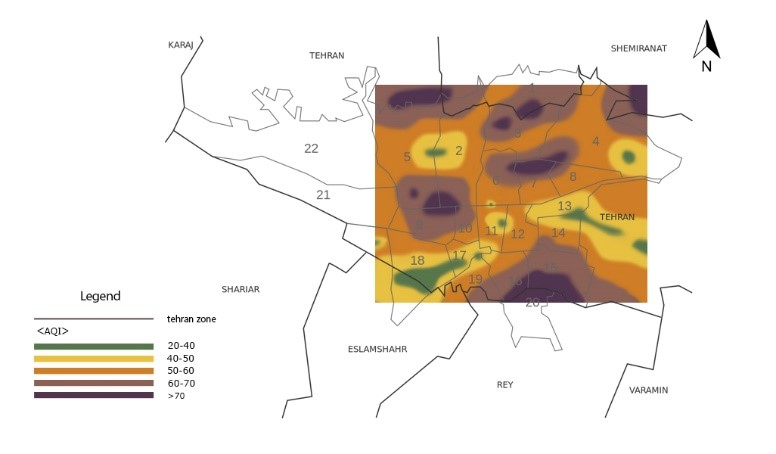 KARAJ
TEHRAN
SHEMIRANAT
N
22
21
5
2
4
8
13
TEHRAN
10
11
12
14
18
17
19
20
SHARIAR
ESLAMSHAHR
REY
VARAMIN
Legend
tehran zone
<AQI>
20-40
40-50
50-60
60-70
>70